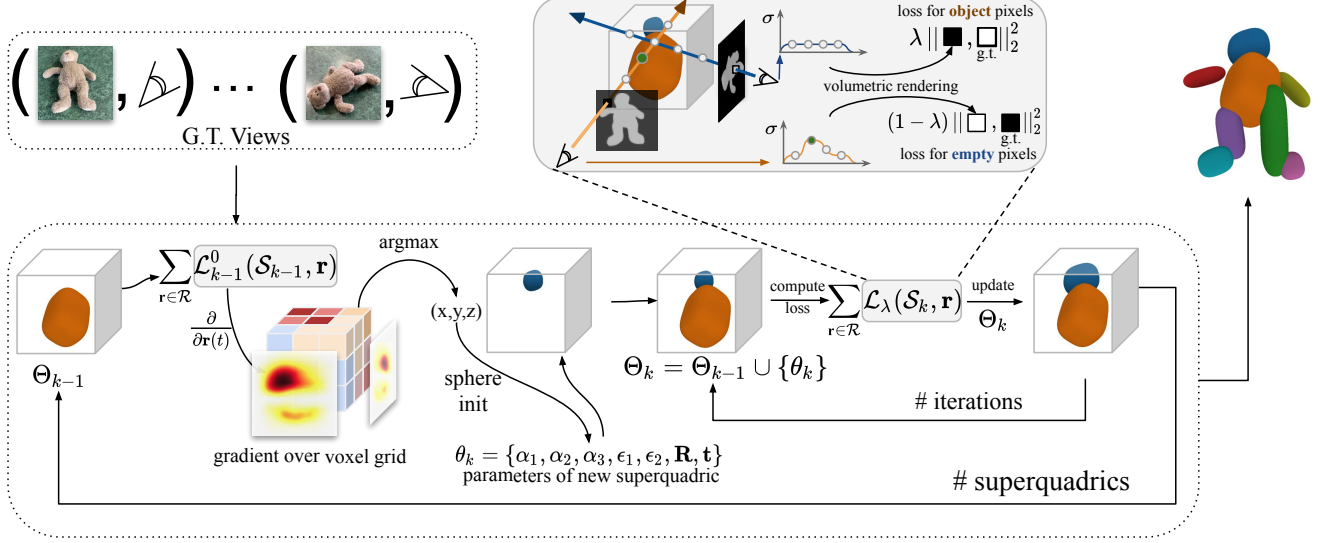 ( , ) ... ( , )
G.T. Views
σ
loss for object pixels
λ || ■ , □ ||²₂
g.t.
volumetric rendering
σ
(1 − λ) || □ , ■ ||²₂
g.t.
loss for empty pixels
Θₖ₋₁
∑ r∈ℛ ℒ⁰ₖ₋₁(𝒮ₖ₋₁, r)
∂/∂r(t)
gradient over voxel grid
argmax
(x,y,z)
sphere
init
θₖ = {α₁, α₂, α₃, ϵ₁, ϵ₂, R, t}
parameters of new superquadric
Θₖ = Θₖ₋₁ ∪ {θₖ}
compute
loss
∑ r∈ℛ ℒ_λ(𝒮ₖ, r)
update
Θₖ
# iterations
# superquadrics